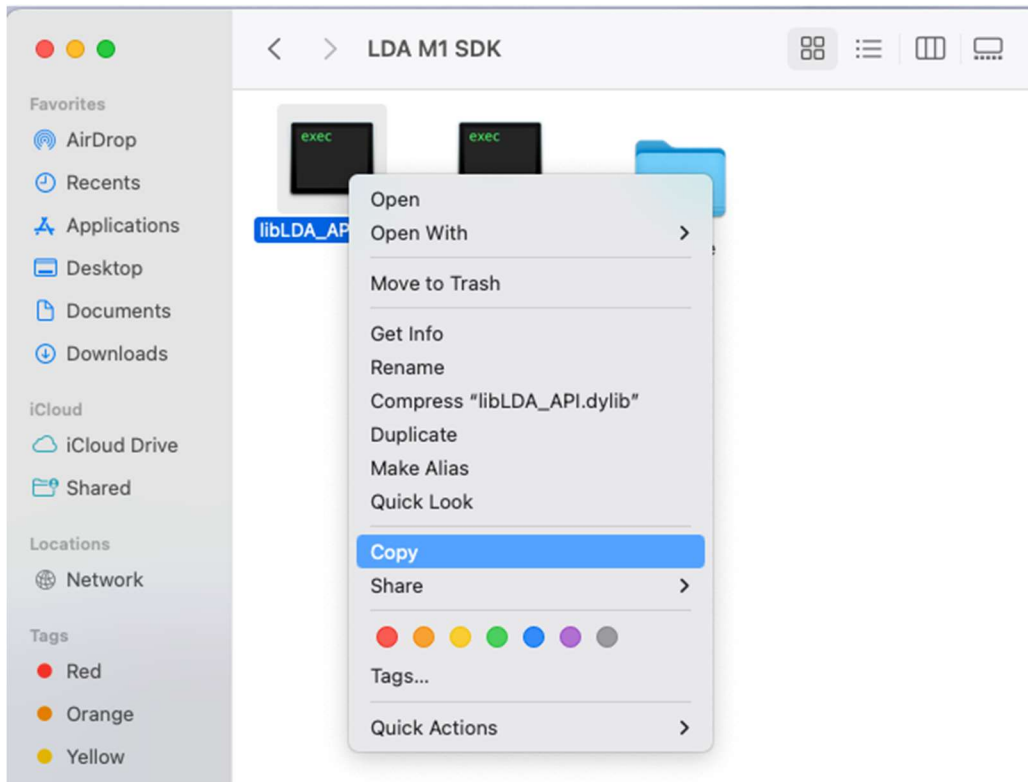 LDA M1 SDK
Favorites
AirDrop
Recents
Applications
Desktop
Documents
Downloads
iCloud
iCloud Drive
Shared
Locations
Network
Tags
Red
Orange
Yellow
exec
exec
libLDA_AP
Open
Open With
Move to Trash
Get Info
Rename
Compress “libLDA_API.dylib”
Duplicate
Make Alias
Quick Look
Copy
Share
Tags...
Quick Actions